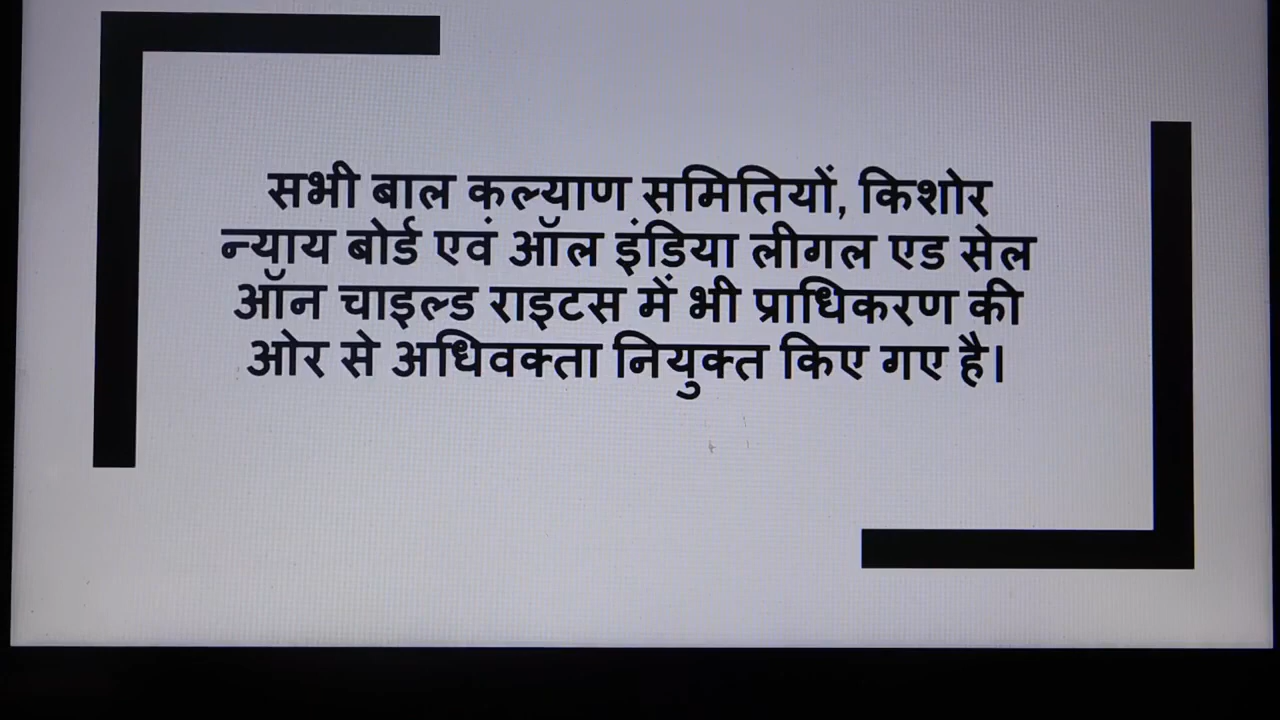 सभी बाल कल्याण समितियों, किशोर
न्याय बोर्ड एवं ऑल इंडिया लीगल एड सेल
ऑन चाइल्ड राइटस में भी प्राधिकरण की
ओर से अधिवक्ता नियुक्त किए गए है।